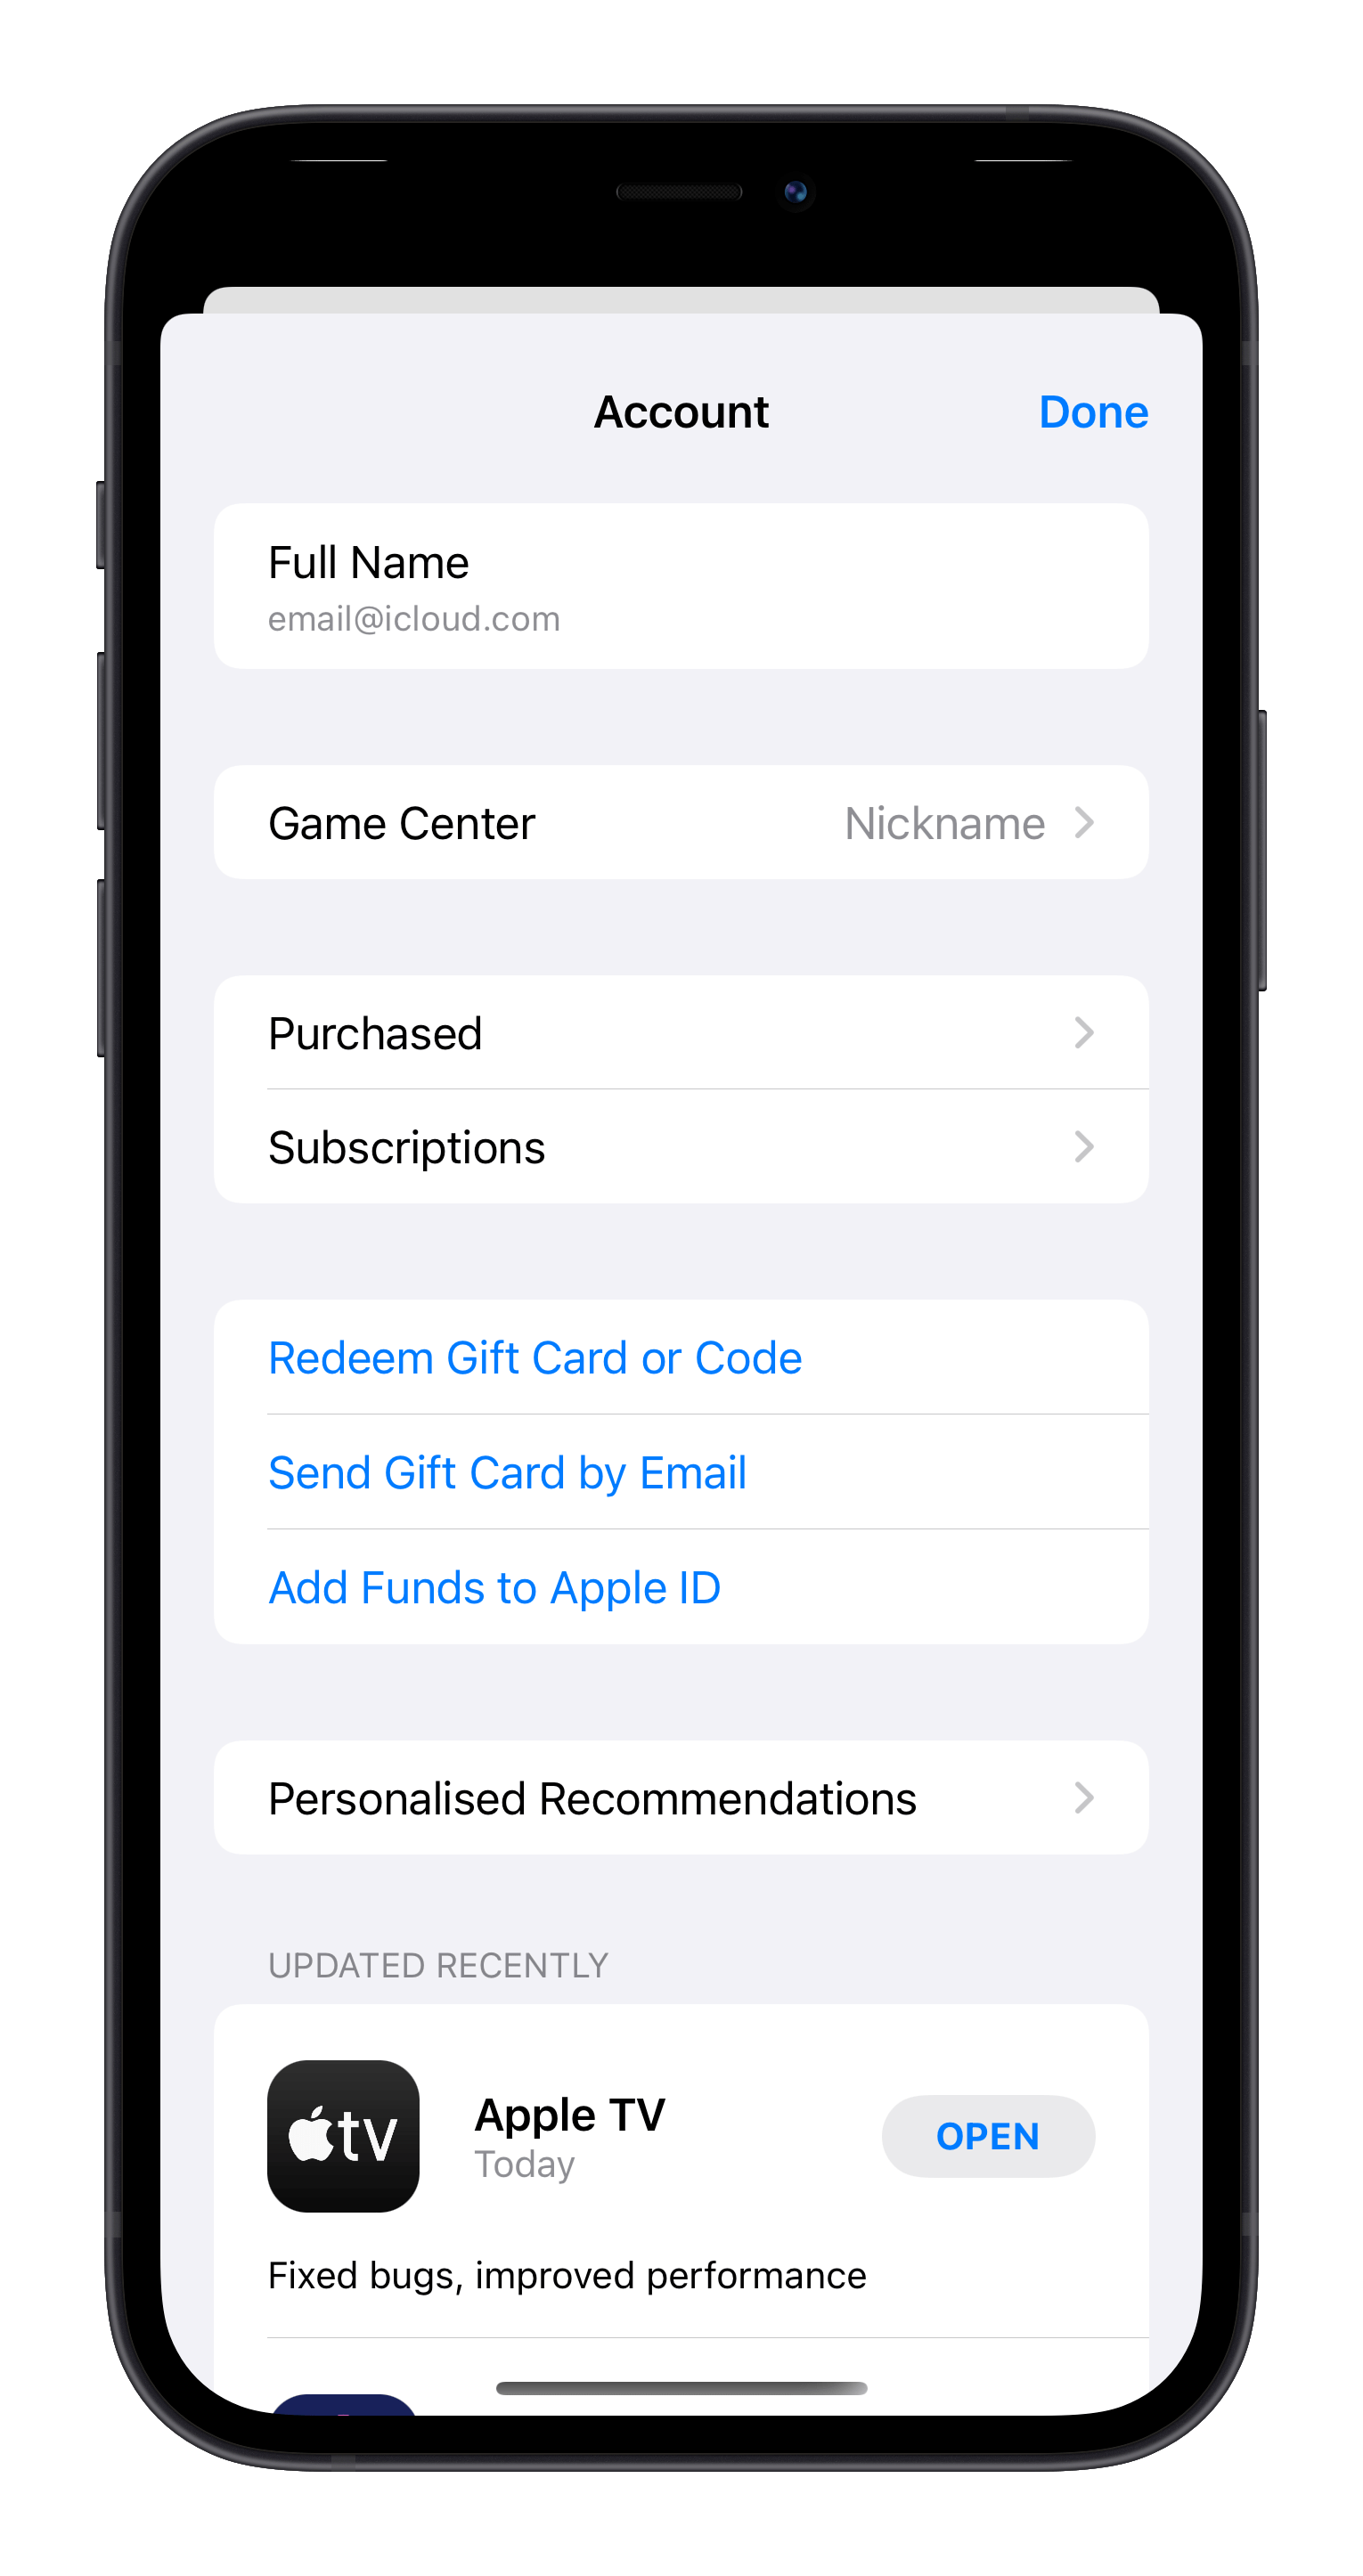 Account
Done
Full Name
email@icloud.com
Game Center
Nickname
Purchased
Subscriptions
Redeem Gift Card or Code
Send Gift Card by Email
Add Funds to Apple ID
Personalised Recommendations
UPDATED RECENTLY
tv
Apple TV
OPEN
Today
Fixed bugs, improved performance